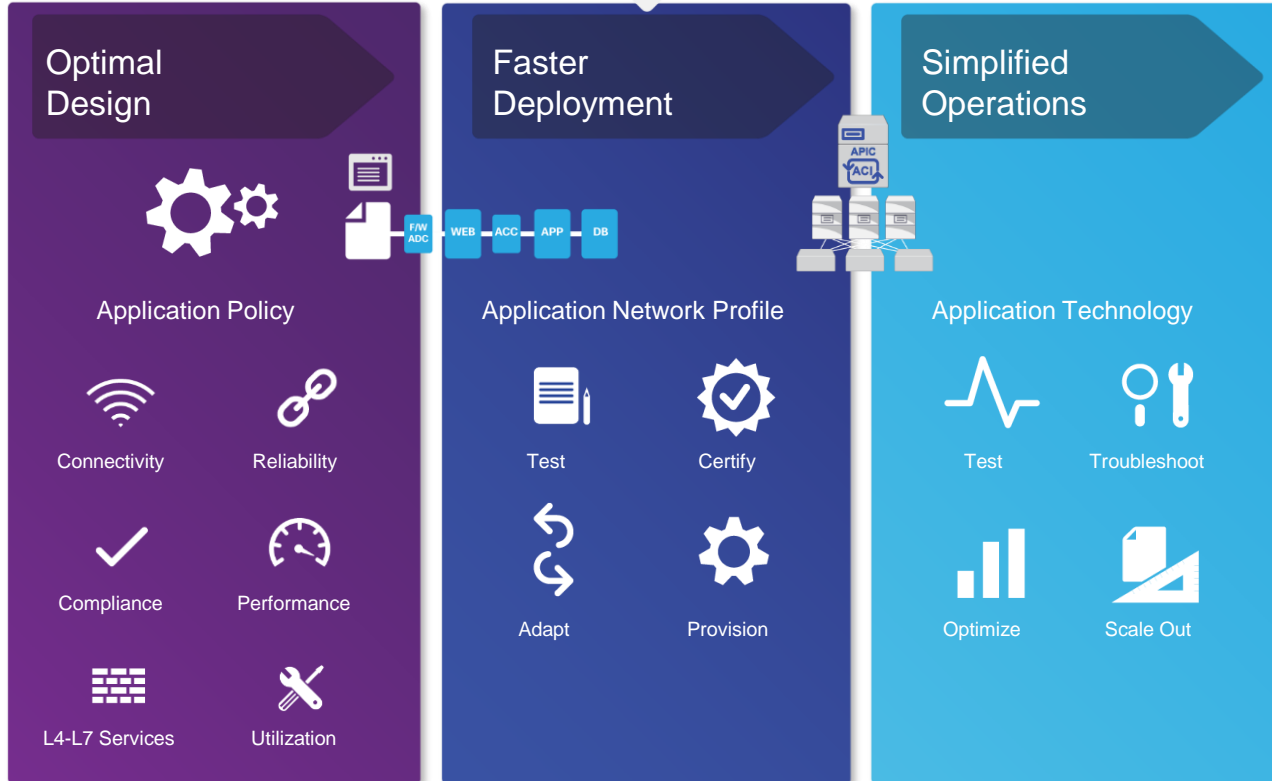 Optimal
Design
Faster
Deployment
Simplified
Operations
APIC
ACI
F/W
ADC
WEB
ACC
APP
DB
Application Policy
Application Network Profile
Application Technology
Connectivity
Reliability
Test
Certify
Test
Troubleshoot
Compliance
Performance
Adapt
Provision
Optimize
Scale Out
L4-L7 Services
Utilization